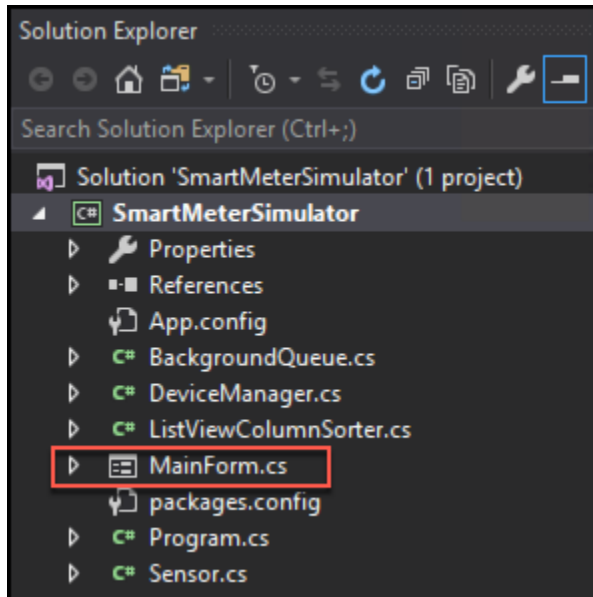 Solution Explorer
Search Solution Explorer (Ctrl+;)
Solution 'SmartMeterSimulator' (1 project)
C# SmartMeterSimulator
Properties
References
App.config
C# BackgroundQueue.cs
C# DeviceManager.cs
C# ListViewColumnSorter.cs
MainForm.cs
packages.config
C# Program.cs
C# Sensor.cs